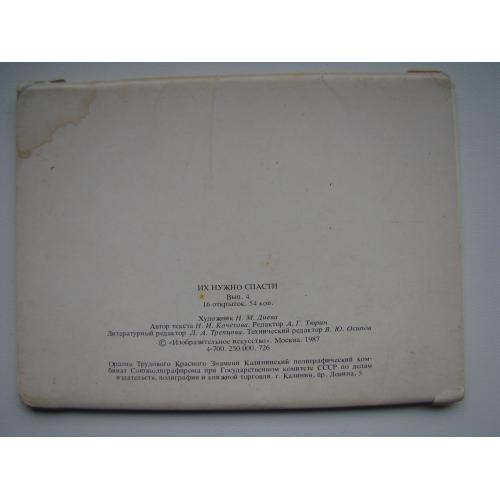 ИХ НУЖНО СПАСТИ
Вып. 4
16 открыток. 54 коп.
Художник Н. М. Диева
Автор текста Н. И. Кочетова. Редактор А. Г. Тюрин
Литературный редактор Л. А. Трепцова. Технический редактор В. Ю. Осипов
© «Изобразительное искусство». Москва. 1987
4-700. 250 000. 726
Ордена Трудового Красного Знамени Калининский полиграфический ком-
бинат Союзполиграфпрома при Государственном комитете СССР по делам
издательств, полиграфии и книжной торговли. г. Калинин, пр. Ленина, 5